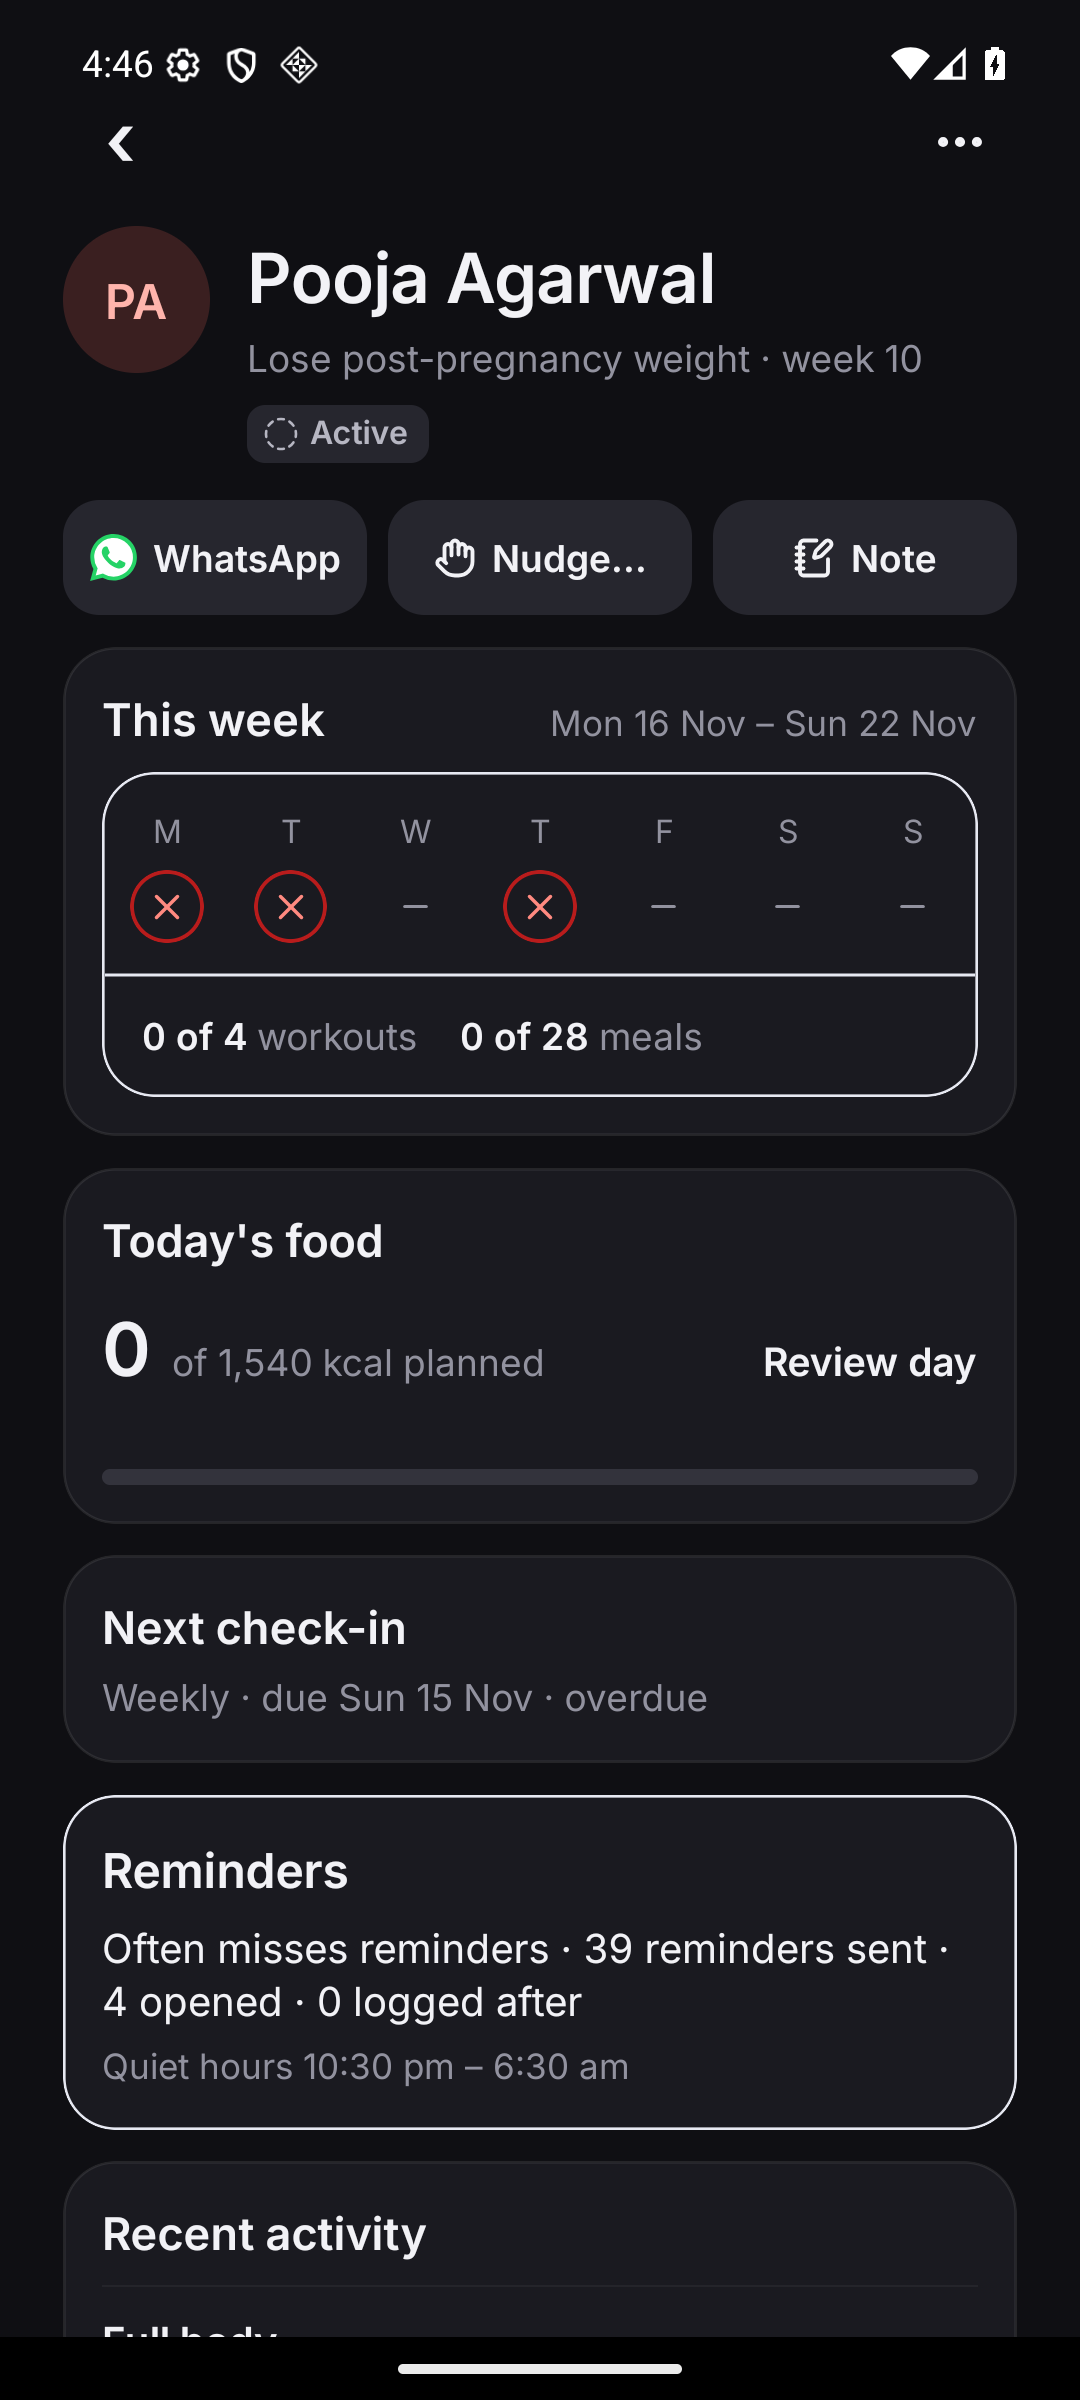 4:46
PA
Pooja Agarwal
Lose post-pregnancy weight · week 10
Active
WhatsApp
Nudge...
Note
This week
Mon 16 Nov – Sun 22 Nov
M T W T F S S
0 of 4 workouts 0 of 28 meals
Today's food
0 of 1,540 kcal planned
Review day
Next check-in
Weekly · due Sun 15 Nov · overdue
Reminders
Often misses reminders · 39 reminders sent ·
4 opened · 0 logged after
Quiet hours 10:30 pm – 6:30 am
Recent activity
Full body